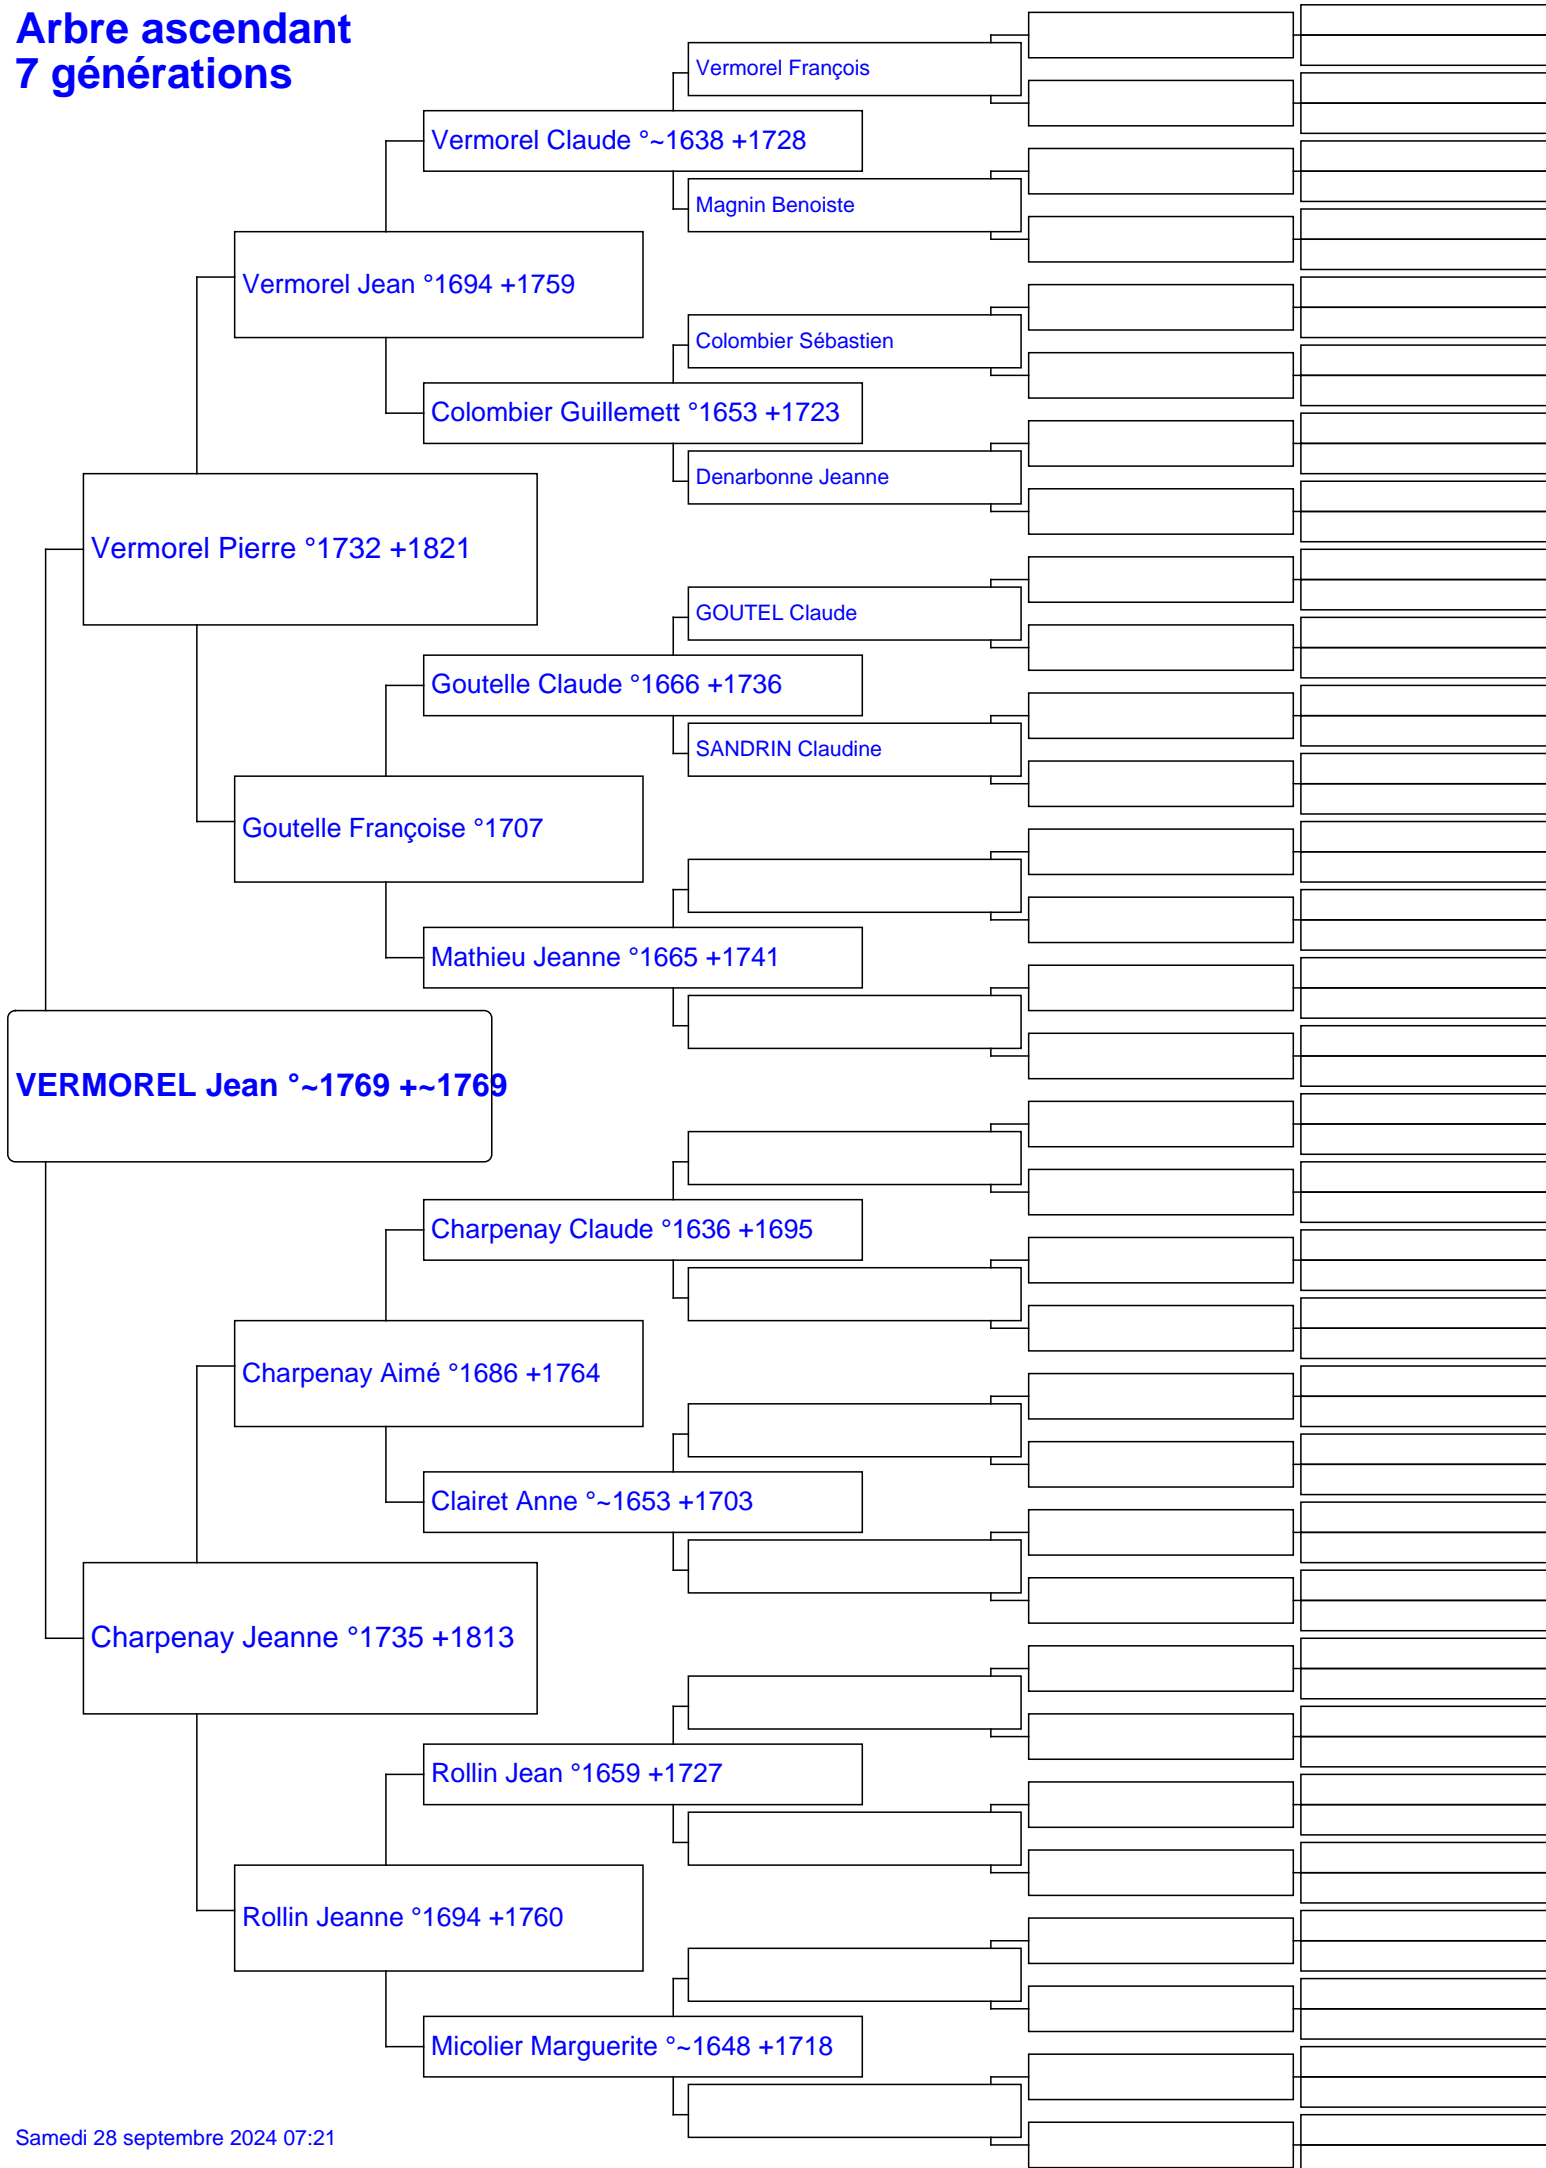 Arbre ascendant
7 générations
Vermorel François
Vermorel Claude °~1638 +1728
Magnin Benoiste
Vermorel Jean °1694 +1759
Colombier Sébastien
Colombier Guillemett °1653 +1723
Denarbonne Jeanne
Vermorel Pierre °1732 +1821
GOUTEL Claude
Goutelle Claude °1666 +1736
SANDRIN Claudine
Goutelle Françoise °1707
Mathieu Jeanne °1665 +1741
VERMOREL Jean °~1769 +~1769
Charpenay Claude °1636 +1695
Charpenay Aimé °1686 +1764
Clairet Anne °~1653 +1703
Charpenay Jeanne °1735 +1813
Rollin Jean °1659 +1727
Rollin Jeanne °1694 +1760
Micolier Marguerite °~1648 +1718
Samedi 28 septembre 2024 07:21